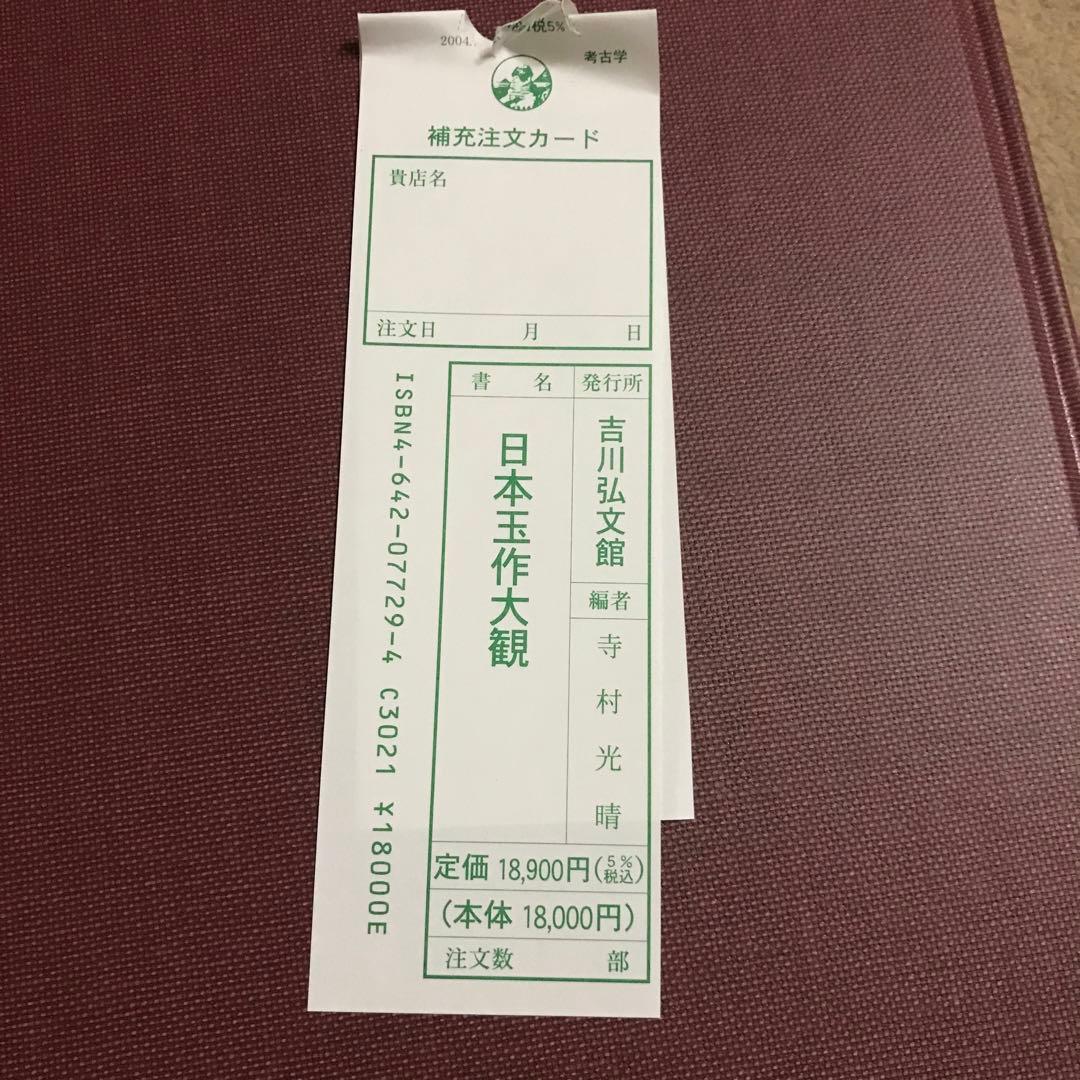 税5%
2004.
考古学
補充注文カード
貴店名
注文日 月 日
書名
発行所
日本玉作大観
吉川弘文館
編者
寺村光晴
定価 18,900円(5%税込)
(本体 18,000円)
注文数 部
ISBN4-642-07729-4 C3021 ¥18000E